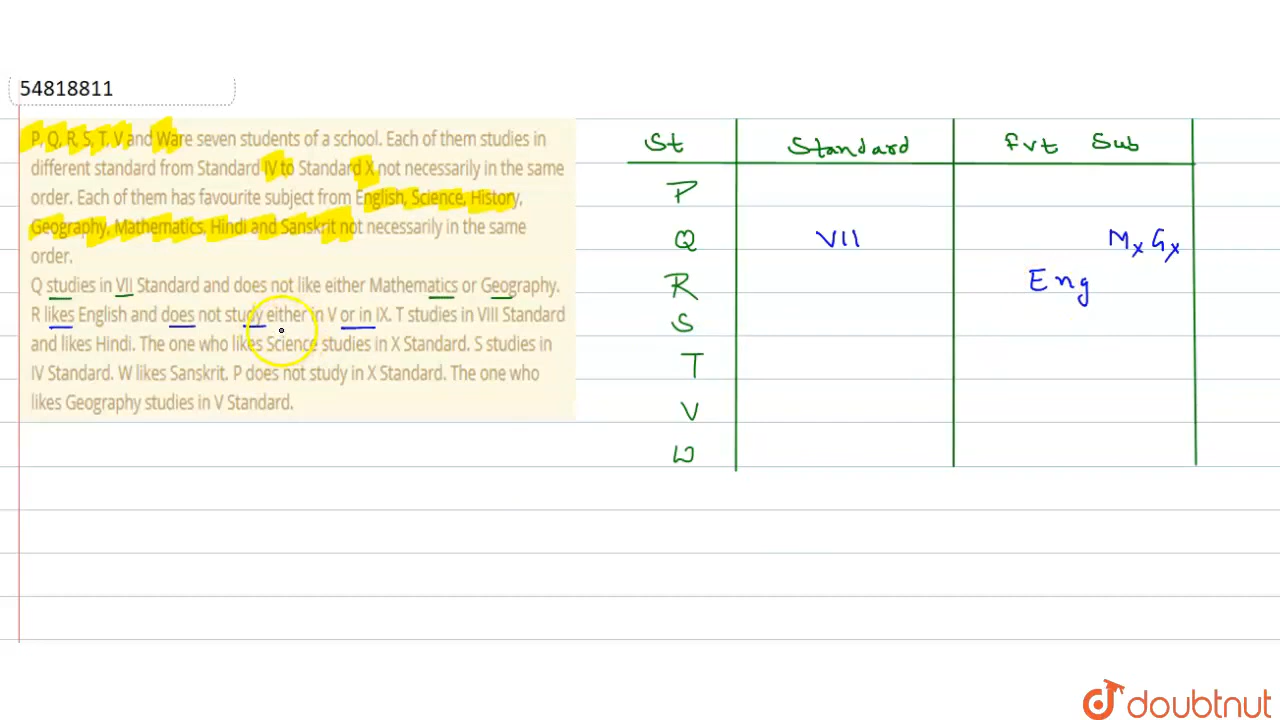 54818811
P, Q, R, S, T. V and Ware seven students of a school. Each of them studies in
different standard from Standard IV to Standard X not necessarily in the same
order. Each of them has favourite subject from English, Science, History,
Geography, Mathematics, Hindi and Sanskrit not necessarily in the same
order.
Q studies in VII Standard and does not like either Mathematics or Geography.
R likes English and does not study either in V or in IX. T studies in VIII Standard
and likes Hindi. The one who likes Science studies in X Standard. S studies in
IV Standard. W likes Sanskrit. P does not study in X Standard. The one who
likes Geography studies in V Standard.
St Standard Fvt Sub
P
Q VII Mx Gx
R Eng
S
T
V
W
doubtnut